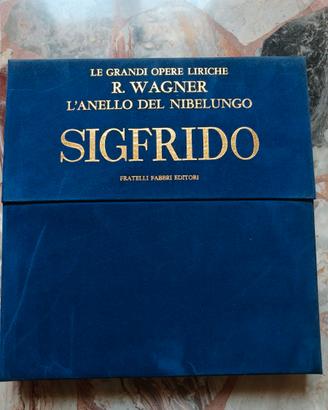 LE GRANDI OPERE LIRICHE
R. WAGNER
L'ANELLO DEL NIBELUNGO
SIGFRIDO
FRATELLI FABBRI EDITORI